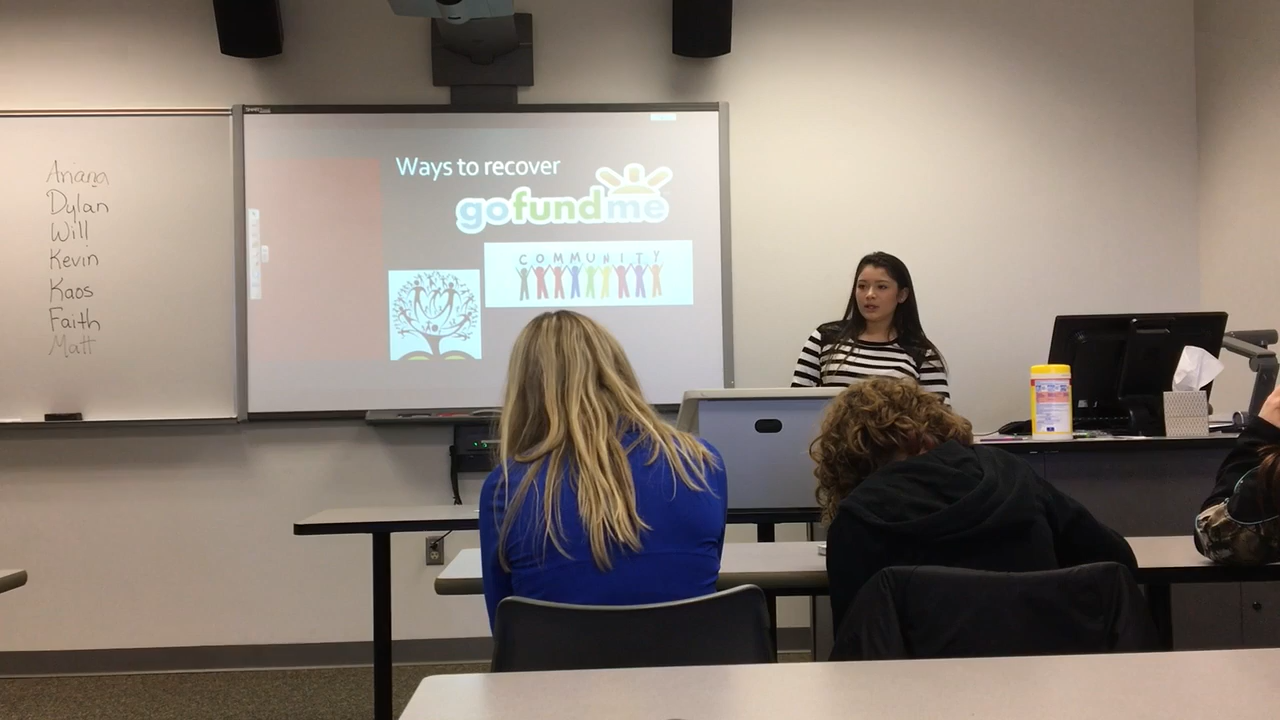 Ariana
Dylan
Will
Kevin
Kaos
Faith
Matt
Ways to recover
gofundme
COMMUNITY